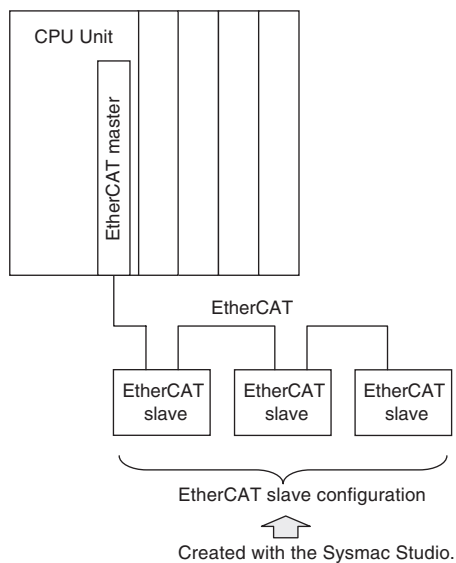 CPU Unit
EtherCAT master
EtherCAT
EtherCAT
slave
EtherCAT
slave
EtherCAT
slave
EtherCAT slave configuration
Created with the Sysmac Studio.